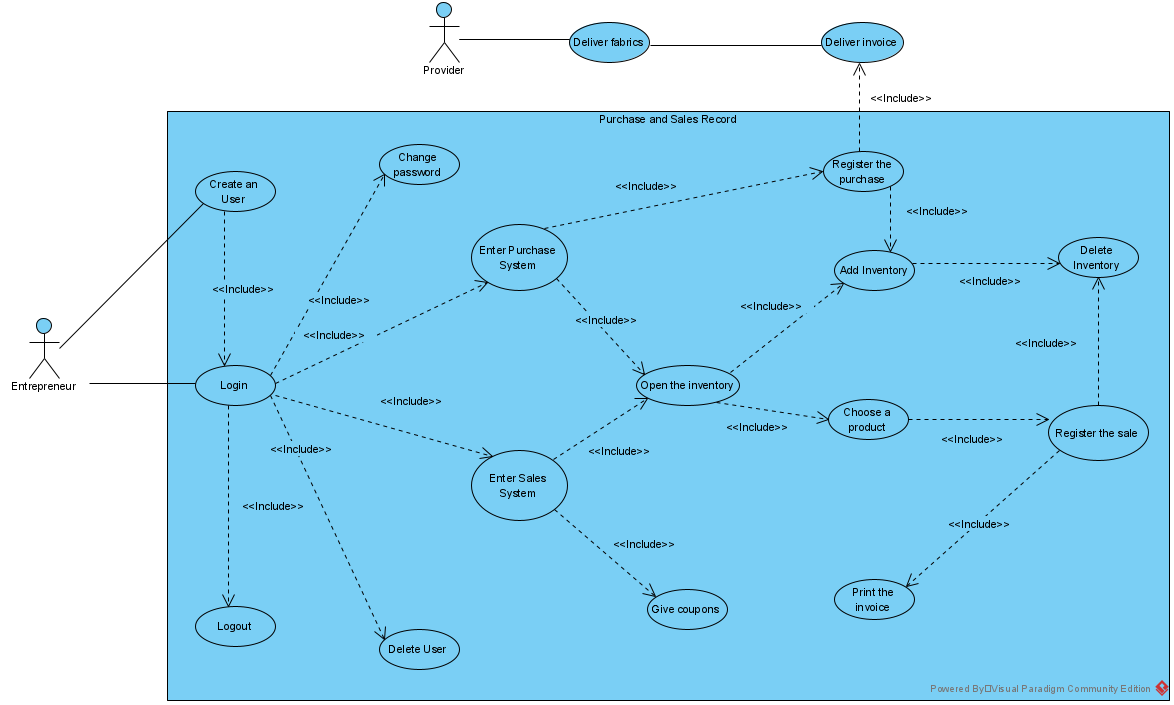 Deliver fabrics
Deliver invoice
Provider
<<Include>>
Purchase and Sales Record
Change
password
Register the
purchase
Create an
User
<<Include>>
<<Include>>
Enter Purchase
System
Delete
Inventory
Add Inventory
<<Include>>
<<Include>>
<<Include>>
<<Include>>
<<Include>>
<<Include>>
<<Include>>
Entrepreneur
Login
Open the inventory
<<Include>>
Choose a
product
<<Include>>
Register the sale
<<Include>>
<<Include>>
<<Include>>
Enter Sales
System
<<Include>>
<<Include>>
<<Include>>
Print the
invoice
Give coupons
Logout
Delete User
Powered By Visual Paradigm Community Edition